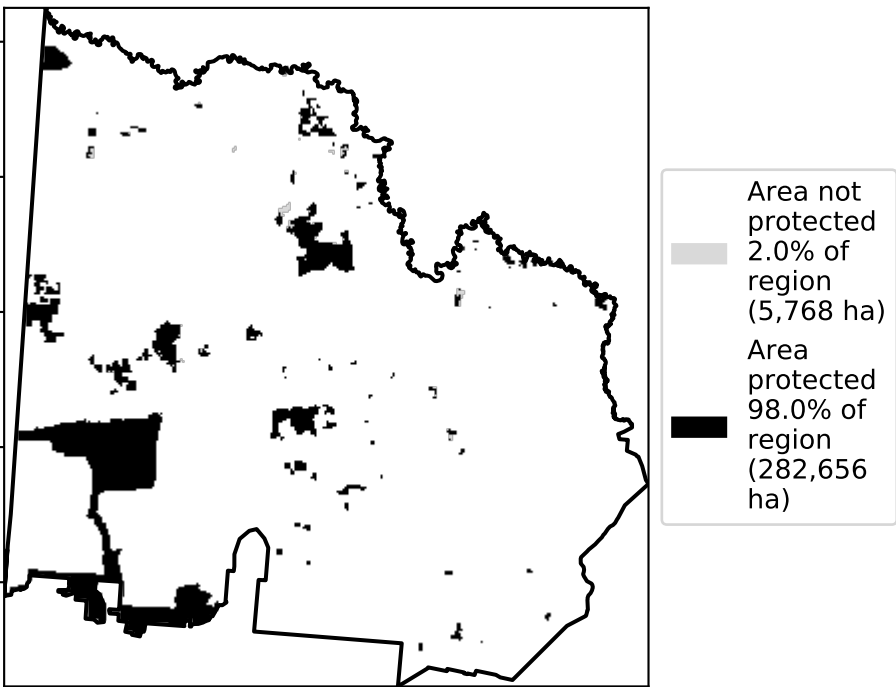 Area not
protected
2.0% of
region
(5,768 ha)
Area
protected
98.0% of
region
(282,656
ha)